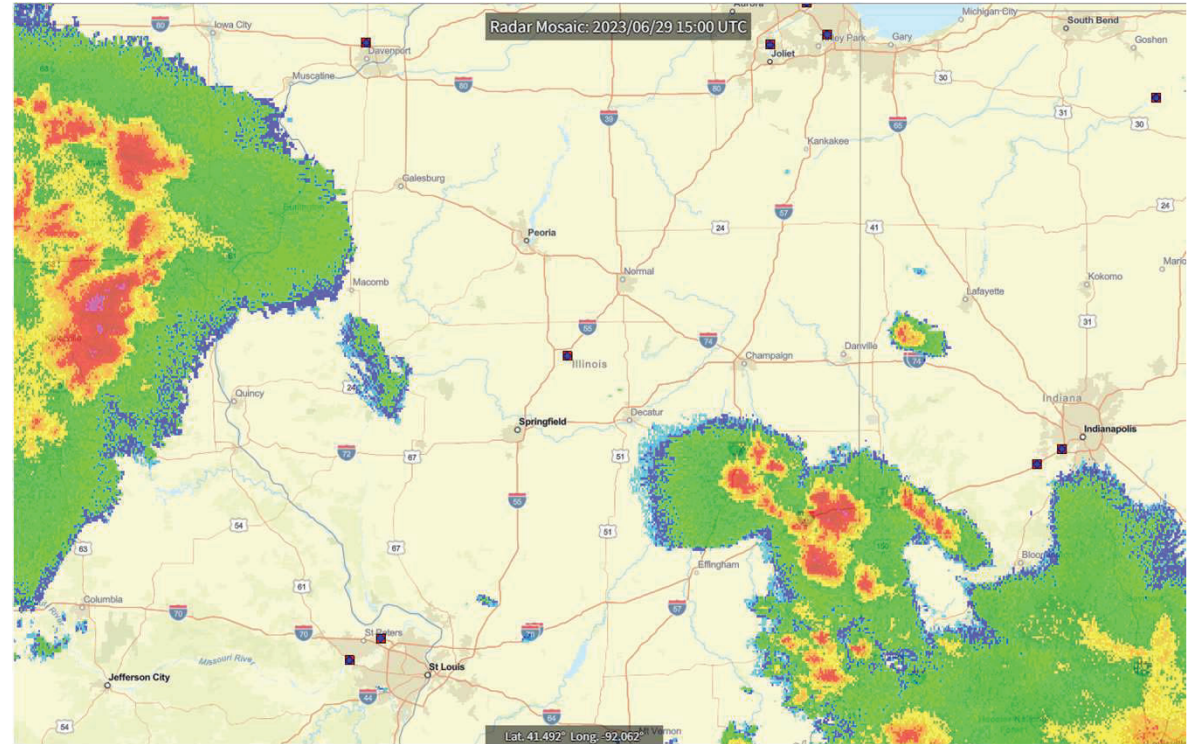 Radar Mosaic: 2023/06/29 15:00 UTC
Aurora
Michigan City
South Bend
Iowa City
80
Davenport
Joliet
Gary
Goshen
Muscatine
80
80
30
39
65
31
30
Kankakee
Galesburg
57
24
24
41
Peoria
Normal
Macomb
Lafayette
Kokomo
31
55
74
Illinois
Champaign
Danville
74
24
Quincy
Indiana
Springfield
Decatur
Indianapolis
72
67
51
55
54
51
63
67
150
Effingham
61
57
Columbia
70
70
70
St Peters
Missouri River
St Louis
Jefferson City
44
54
64
Mt Vernon
Lat. 41.492° Long. -92.062°